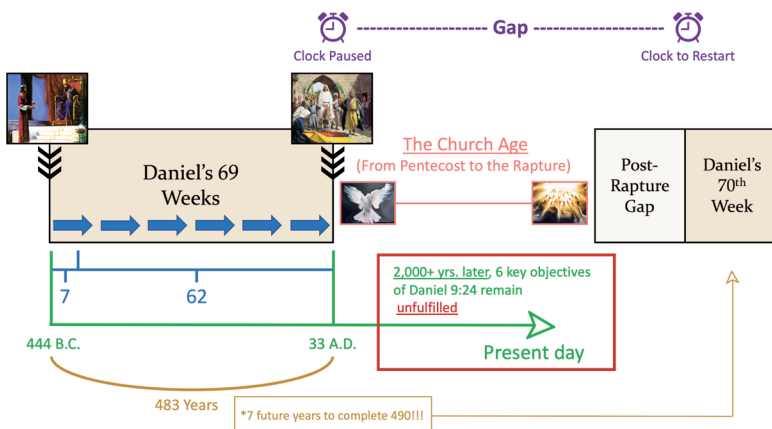 Gap
Clock Paused
Clock to Restart
Daniel's 69
Weeks
The Church Age
(From Pentecost to the Rapture)
Post-
Rapture
Gap
Daniel's
70th
Week
7
62
2,000+ yrs. later, 6 key objectives
of Daniel 9:24 remain
unfulfilled
444 B.C.
33 A.D.
Present day
483 Years
*7 future years to complete 490!!!